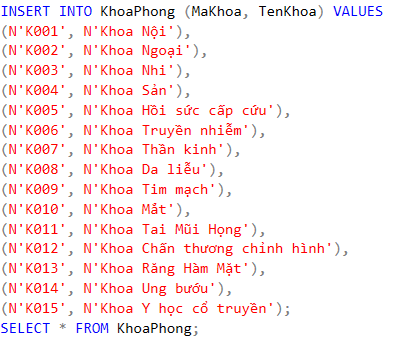 INSERT INTO KhoaPhong (MaKhoa, TenKhoa) VALUES
(N'K001', N'Khoa Nội'),
(N'K002', N'Khoa Ngoại'),
(N'K003', N'Khoa Nhi'),
(N'K004', N'Khoa Sản'),
(N'K005', N'Khoa Hồi sức cấp cứu'),
(N'K006', N'Khoa Truyền nhiễm'),
(N'K007', N'Khoa Thần kinh'),
(N'K008', N'Khoa Da liễu'),
(N'K009', N'Khoa Tim mạch'),
(N'K010', N'Khoa Mắt'),
(N'K011', N'Khoa Tai Mũi Họng'),
(N'K012', N'Khoa Chấn thương chỉnh hình'),
(N'K013', N'Khoa Răng Hàm Mặt'),
(N'K014', N'Khoa Ung bướu'),
(N'K015', N'Khoa Y học cổ truyền');
SELECT * FROM KhoaPhong;